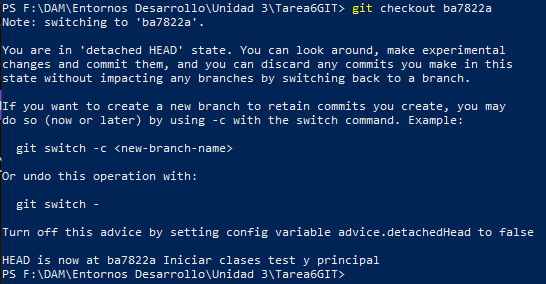 PS F:\DAM\Entornos Desarrollo\Unidad 3\Tarea6GIT> git checkout ba7822a
Note: switching to 'ba7822a'.
You are in 'detached HEAD' state. You can look around, make experimental
changes and commit them, and you can discard any commits you make in this
state without impacting any branches by switching back to a branch.
If you want to create a new branch to retain commits you create, you may
do so (now or later) by using -c with the switch command. Example:
git switch -c <new-branch-name>
Or undo this operation with:
git switch -
Turn off this advice by setting config variable advice.detachedHead to false
HEAD is now at ba7822a Iniciar clases test y principal
PS F:\DAM\Entornos Desarrollo\Unidad 3\Tarea6GIT>